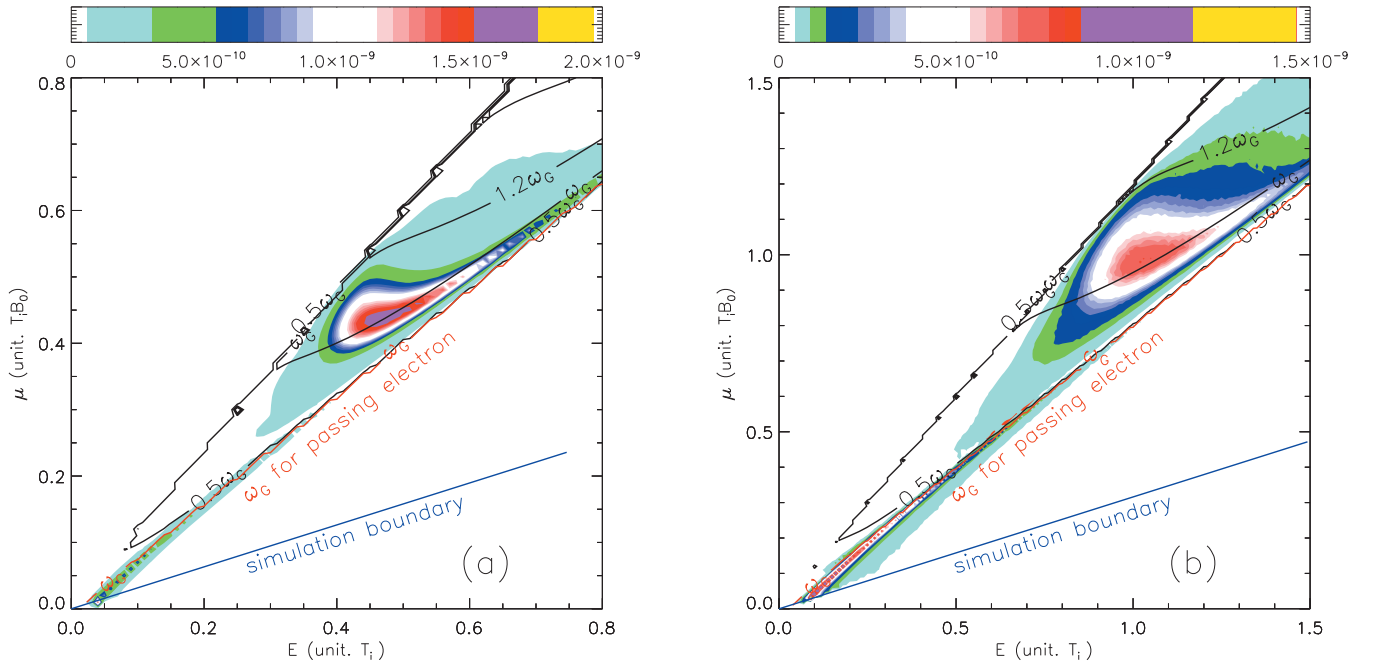 0 5.0×10⁻¹⁰ 1.0×10⁻⁹ 1.5×10⁻⁹ 2.0×10⁻⁹
0.8
0.6
0.4
0.2
0.0
μ (unit. TᵢB₀)
1.2ω_G
ω_G
0.5ω_G
0.5ω_G
ω_G
ω_G
ω_G for passing electron
0.5ω_G
ω_G
simulation boundary
(a)
0.0 0.2 0.4 0.6 0.8
E (unit. Tᵢ)
0 5.0×10⁻¹⁰ 1.0×10⁻⁹ 1.5×10⁻⁹
1.5
1.0
0.5
0.0
μ (unit. TᵢB₀)
1.2ω_G
ω_G
0.5ω_G
0.5ω_G
ω_G
ω_G
ω_G for passing electron
0.5ω_G
simulation boundary
(b)
0.0 0.5 1.0 1.5
E (unit. Tᵢ)